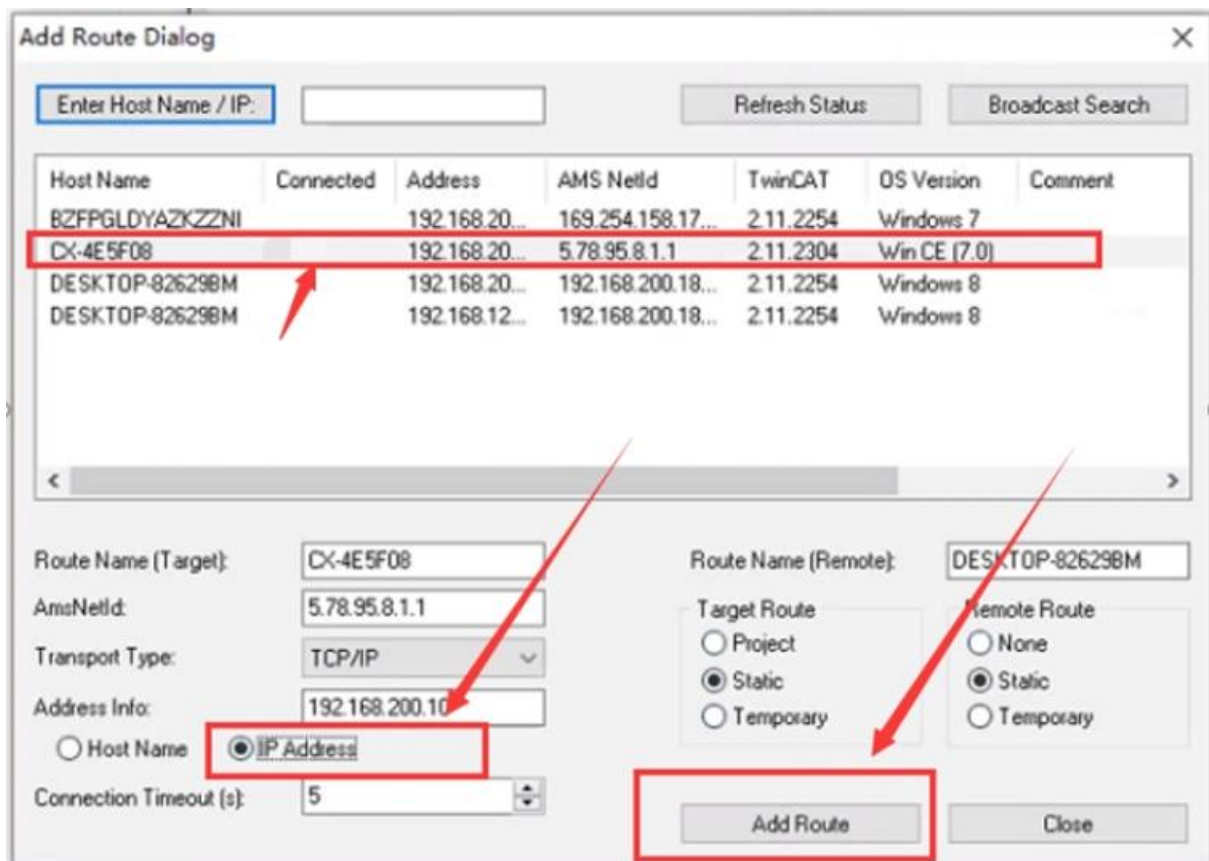 Add Route Dialog
Enter Host Name / IP: Refresh Status Broadcast Search
Host Name Connected Address AMS NetId TwinCAT OS Version Comment
BZFPGLDYAZKZZNI 192.168.20... 169.254.158.17... 2.11.2254 Windows 7
CX-4E5F08 192.168.20... 5.78.95.8.1.1 2.11.2304 Win CE (7.0)
DESKTOP-82629BM 192.168.20... 192.168.200.18... 2.11.2254 Windows 8
DESKTOP-82629BM 192.168.12... 192.168.200.18... 2.11.2254 Windows 8
Route Name (Target): CX-4E5F08 Route Name (Remote): DESKTOP-82629BM
AmsNetId: 5.78.95.8.1.1 Target Route Remote Route
Project None
Transport Type: TCP/IP
Static Static
Address Info: 192.168.200.10
Temporary Temporary
Host Name IP Address
Connection Timeout (s): 5
Add Route Close